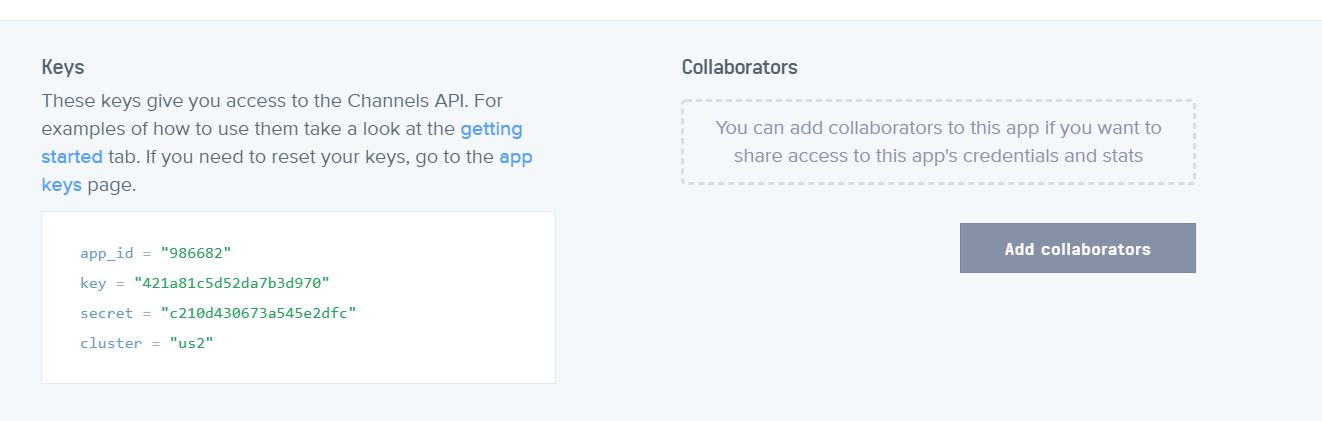 Keys
These keys give you access to the Channels API. For
examples of how to use them take a look at the getting
started tab. If you need to reset your keys, go to the app
keys page.
app_id = "986682"
key = "421a81c5d52da7b3d970"
secret = "c210d430673a545e2dfc"
cluster = "us2"
Collaborators
You can add collaborators to this app if you want to
share access to this app's credentials and stats
Add collaborators